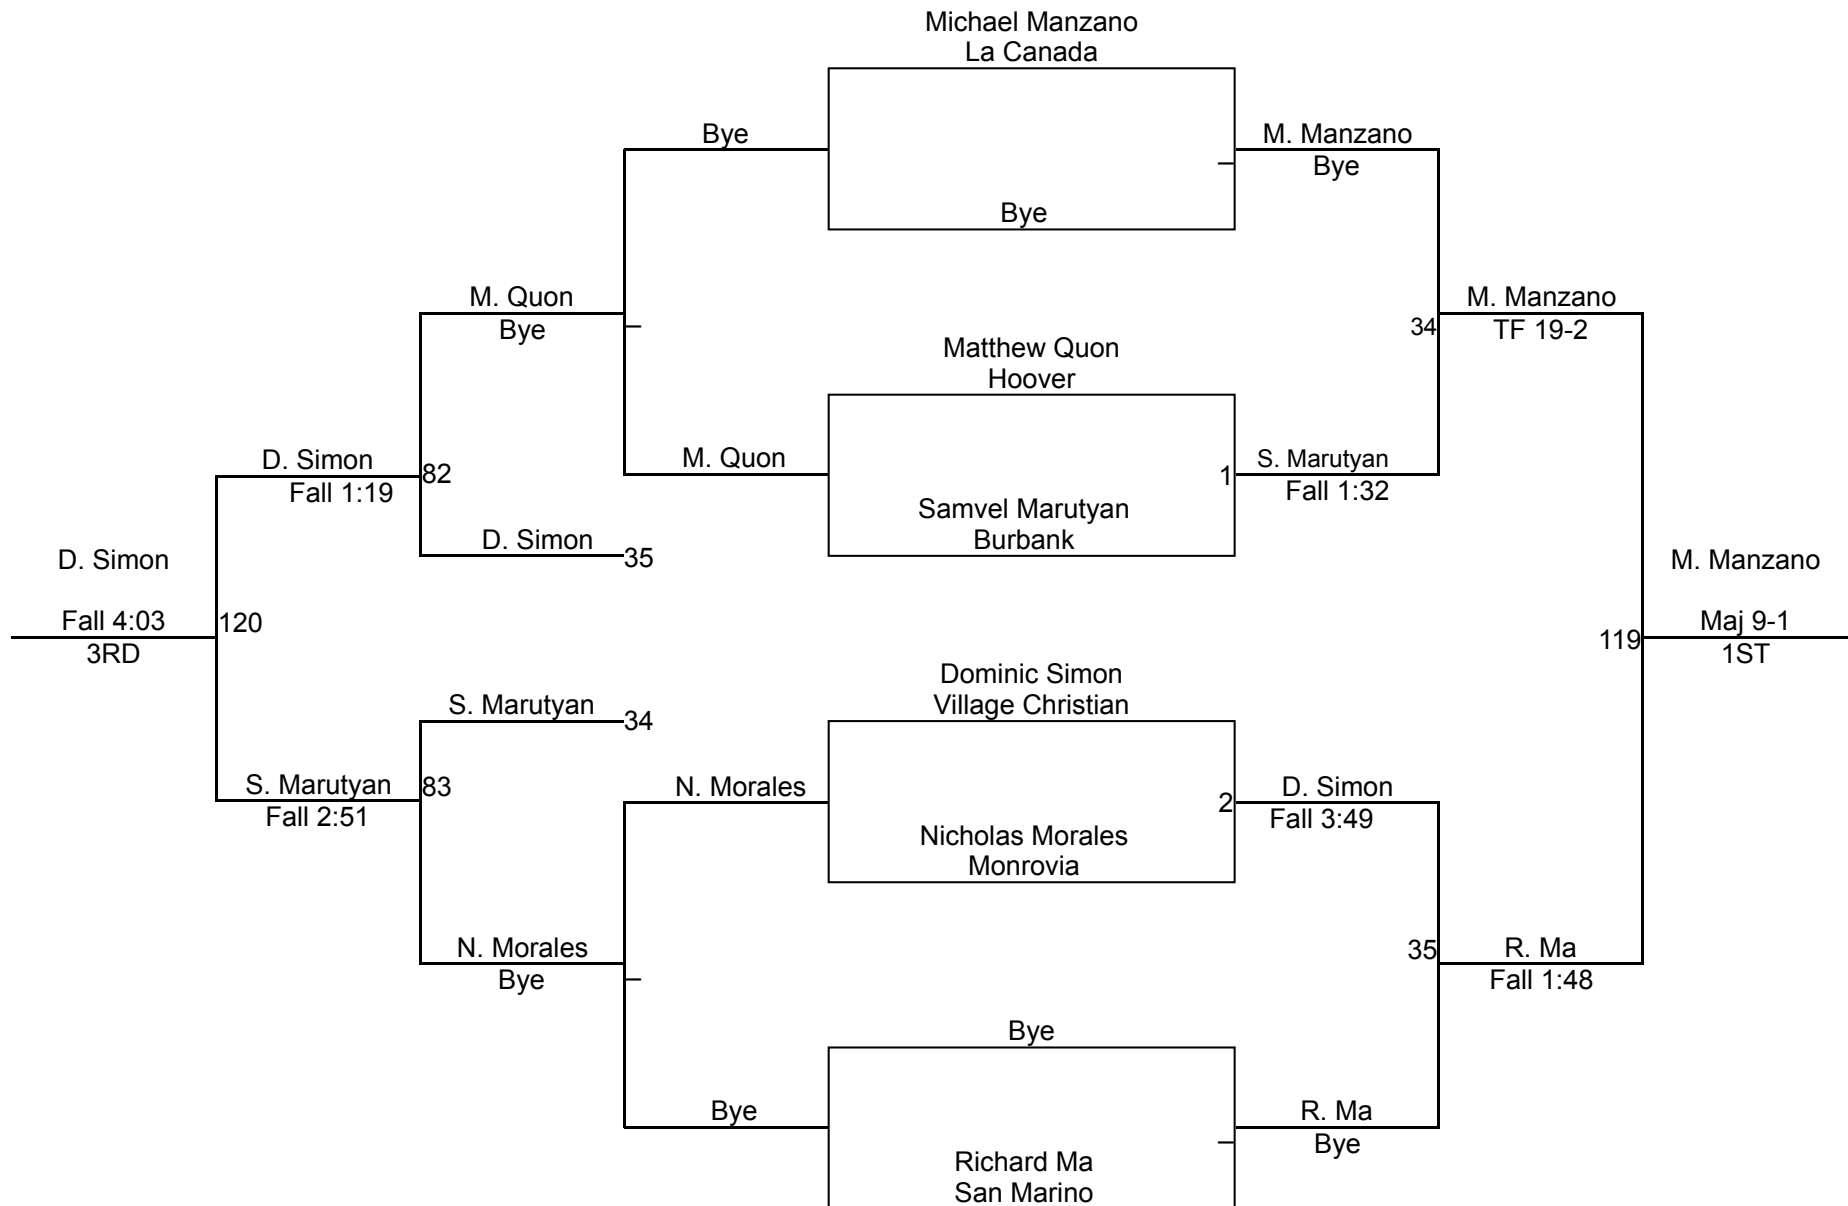 Michael Manzano
La Canada
Bye
M. Manzano
Bye
Bye
M. Quon
Bye
M. Manzano
TF 19-2
34
Matthew Quon
Hoover
D. Simon
Fall 1:19
82
M. Quon
1
S. Marutyan
Fall 1:32
Samvel Marutyan
Burbank
D. Simon
35
D. Simon
Fall 4:03
3RD
120
M. Manzano
Maj 9-1
1ST
119
Dominic Simon
Village Christian
S. Marutyan
34
S. Marutyan
Fall 2:51
83
N. Morales
2
D. Simon
Fall 3:49
Nicholas Morales
Monrovia
N. Morales
Bye
35
R. Ma
Fall 1:48
Bye
Bye
R. Ma
Bye
Richard Ma
San Marino